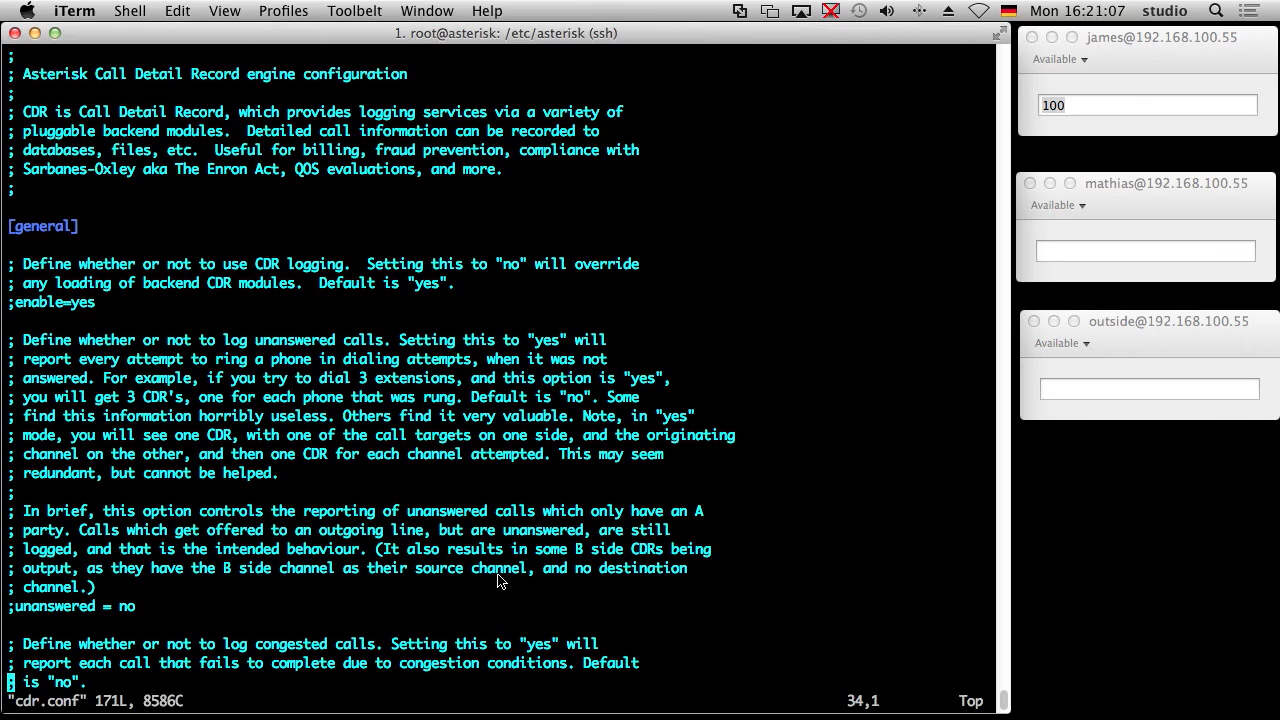 iTerm Shell Edit View Profiles Toolbelt Window Help Mon 16:21:07 studio
1. root@asterisk: /etc/asterisk (ssh)
;
; Asterisk Call Detail Record engine configuration
;
; CDR is Call Detail Record, which provides logging services via a variety of
; pluggable backend modules.  Detailed call information can be recorded to
; databases, files, etc.  Useful for billing, fraud prevention, compliance with
; Sarbanes-Oxley aka The Enron Act, QOS evaluations, and more.
;
[general]
; Define whether or not to use CDR logging.  Setting this to "no" will override
; any loading of backend CDR modules.  Default is "yes".
;enable=yes
; Define whether or not to log unanswered calls. Setting this to "yes" will
; report every attempt to ring a phone in dialing attempts, when it was not
; answered. For example, if you try to dial 3 extensions, and this option is "yes",
; you will get 3 CDR's, one for each phone that was rung. Default is "no". Some
; find this information horribly useless. Others find it very valuable. Note, in "yes"
; mode, you will see one CDR, with one of the call targets on one side, and the originating
; channel on the other, and then one CDR for each channel attempted. This may seem
; redundant, but cannot be helped.
;
; In brief, this option controls the reporting of unanswered calls which only have an A
; party. Calls which get offered to an outgoing line, but are unanswered, are still
; logged, and that is the intended behaviour. (It also results in some B side CDRs being
; output, as they have the B side channel as their source channel, and no destination
; channel.)
;unanswered = no
; Define whether or not to log congested calls. Setting this to "yes" will
; report each call that fails to complete due to congestion conditions. Default
; is "no".
"cdr.conf" 171L, 8586C 34,1 Top
james@192.168.100.55
Available
100
mathias@192.168.100.55
Available
outside@192.168.100.55
Available